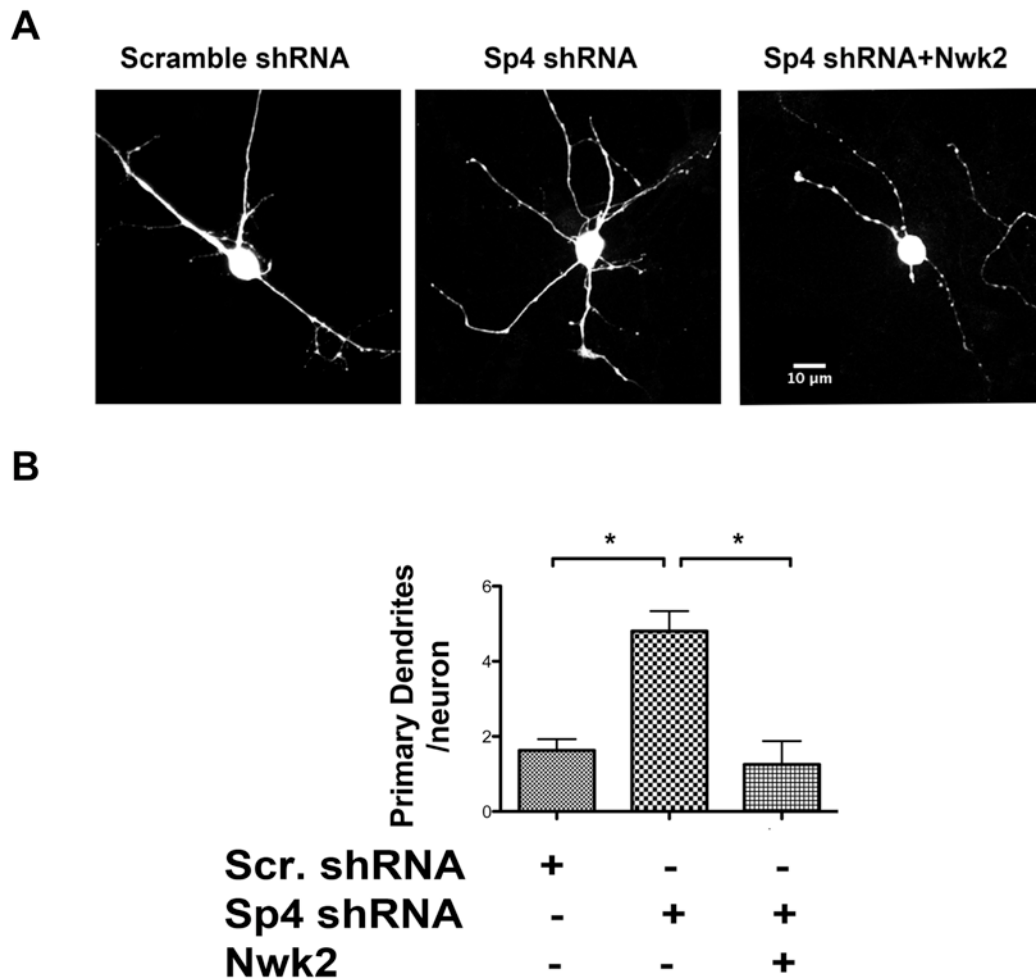 A
Scramble shRNA Sp4 shRNA Sp4 shRNA+Nwk2
10 µm
B
* *
6
4
2
0
Primary Dendrites
/neuron
Scr. shRNA + - -
Sp4 shRNA - + +
Nwk2 - - +